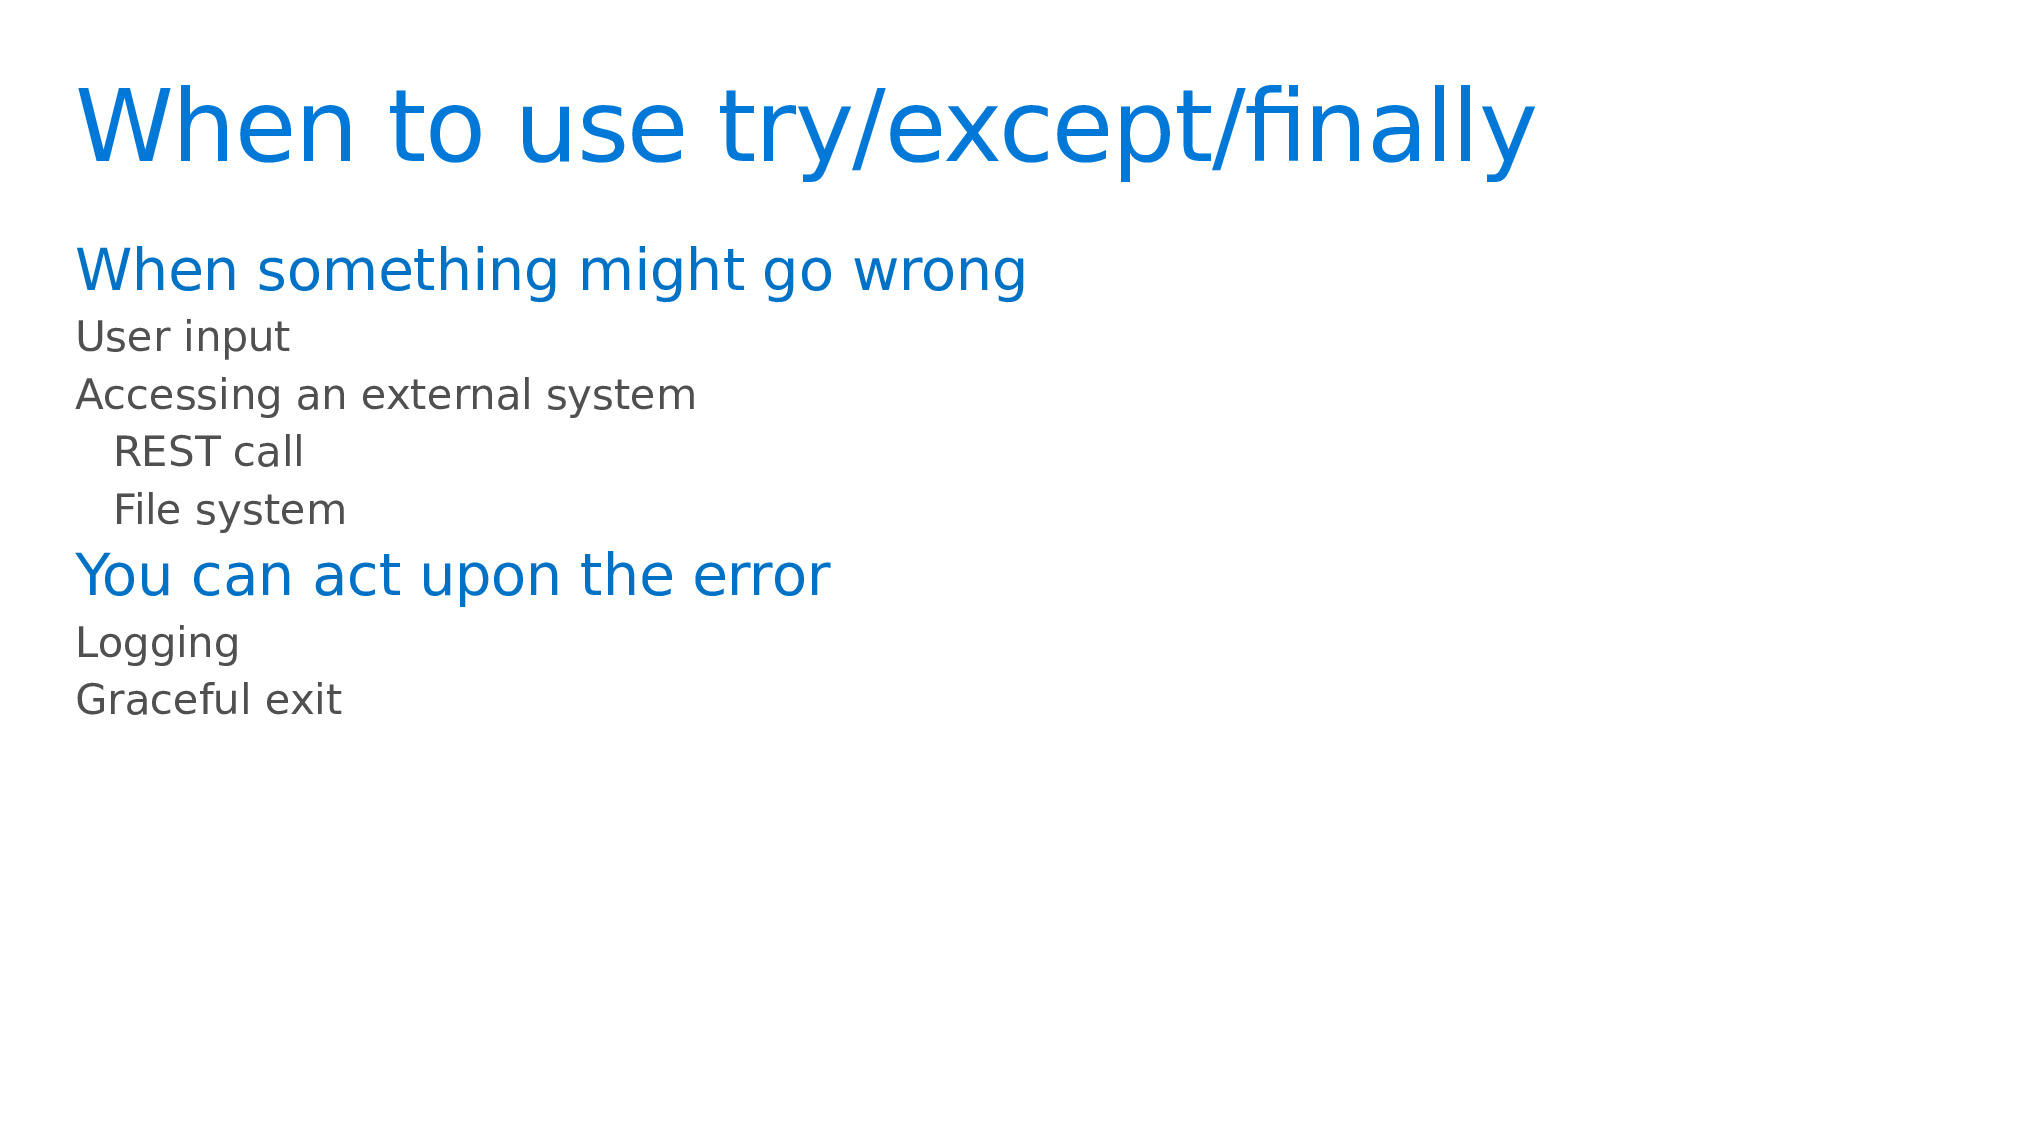 When to use try/except/finally
When something might go wrong
User input
Accessing an external system
REST call
File system
You can act upon the error
Logging
Graceful exit